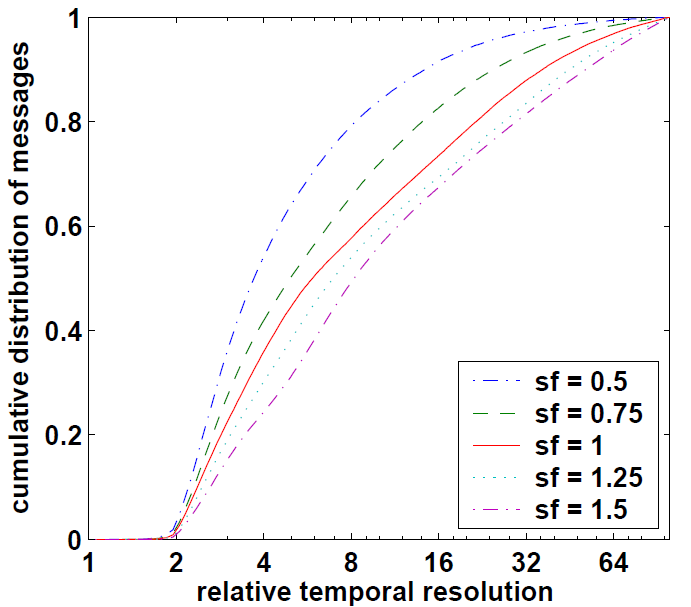 cumulative distribution of messages
1
0.8
0.6
0.4
0.2
0
1 2 4 8 16 32 64
relative temporal resolution
sf = 0.5
sf = 0.75
sf = 1
sf = 1.25
sf = 1.5